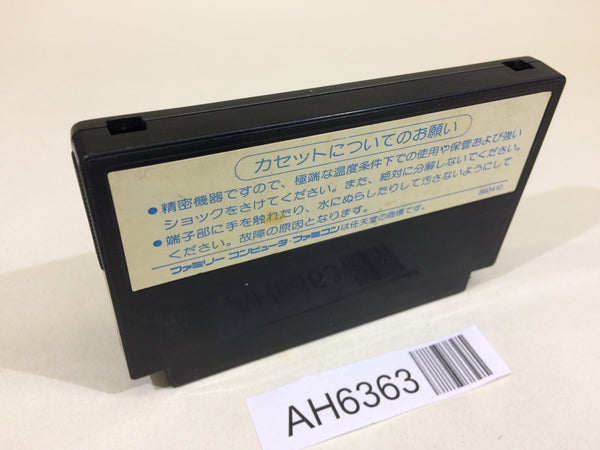 カセットについてのお願い
●精密機器ですので、極端な温度条件下での使用や保管および強い
ショックをさけてください。また、絶対に分解しないでください。
●端子部に手を触れたり、水にぬらしたりして汚さないようにして
ください。故障の原因となります。
860410
ファミリーコンピュータ・ファミコンは任天堂の商標です。
AH6363